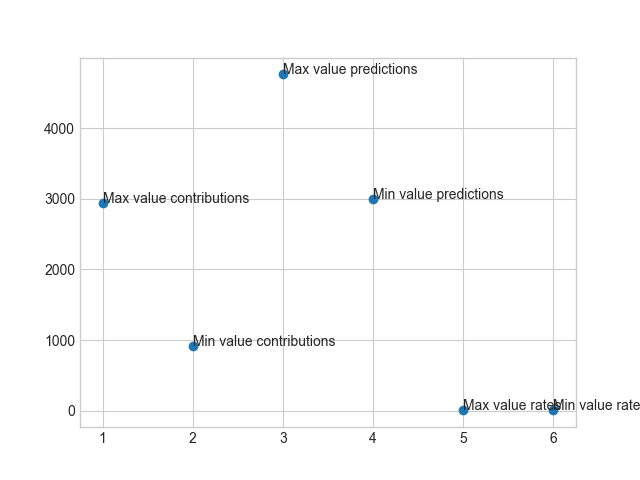 Max value predictions
4000
3000
Max value contributions
Min value predictions
2000
1000
Min value contributions
0
Max value rates
Min value rate
1 2 3 4 5 6